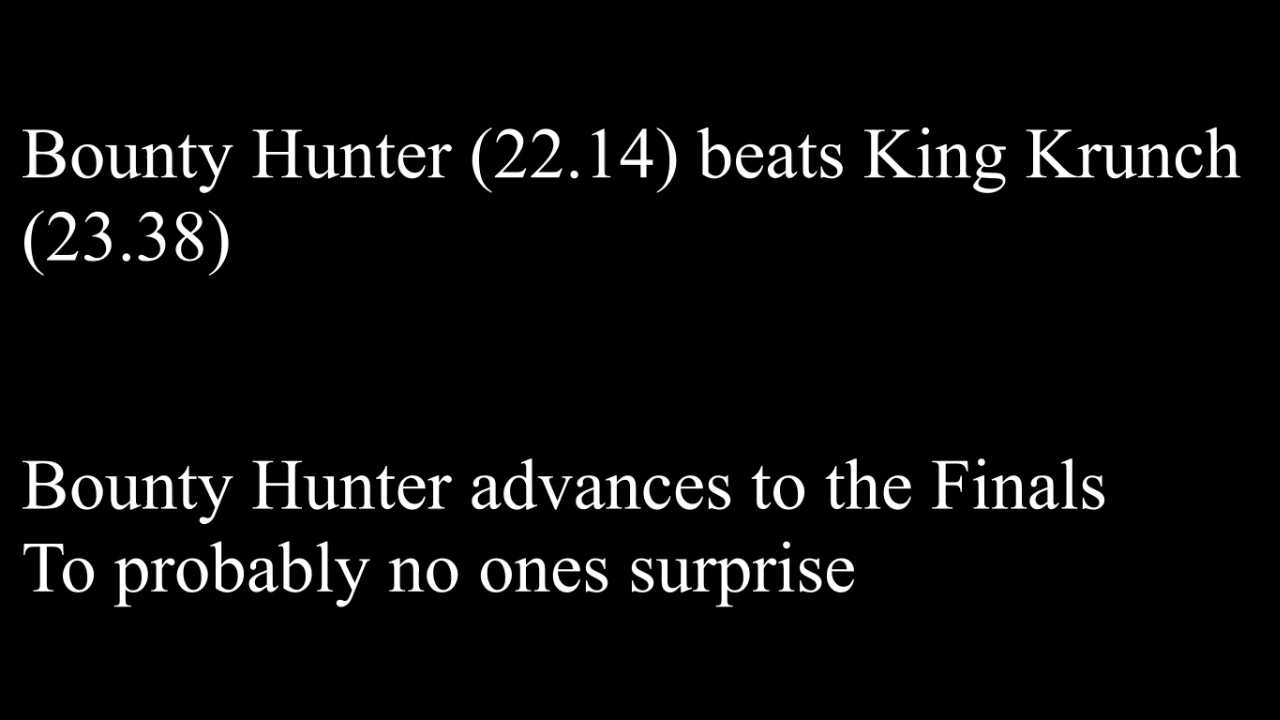 Bounty Hunter (22.14) beats King Krunch
(23.38)
Bounty Hunter advances to the Finals
To probably no ones surprise